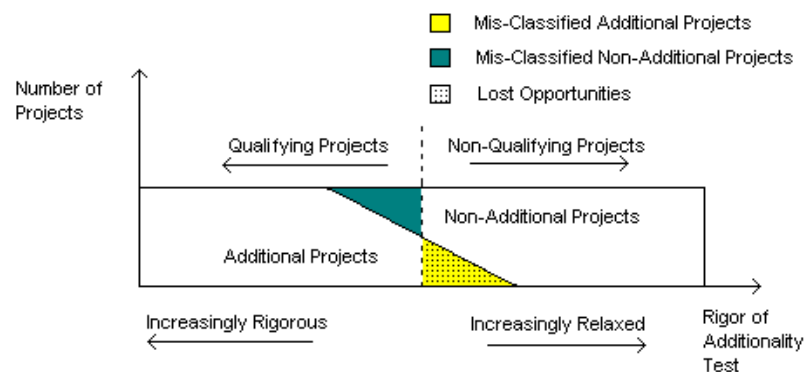 Mis-Classified Additional Projects
Mis-Classified Non-Additional Projects
Lost Opportunities
Number of
Projects
Qualifying Projects
Non-Qualifying Projects
Non-Additional Projects
Additional Projects
Increasingly Rigorous
Increasingly Relaxed
Rigor of
Additionality
Test